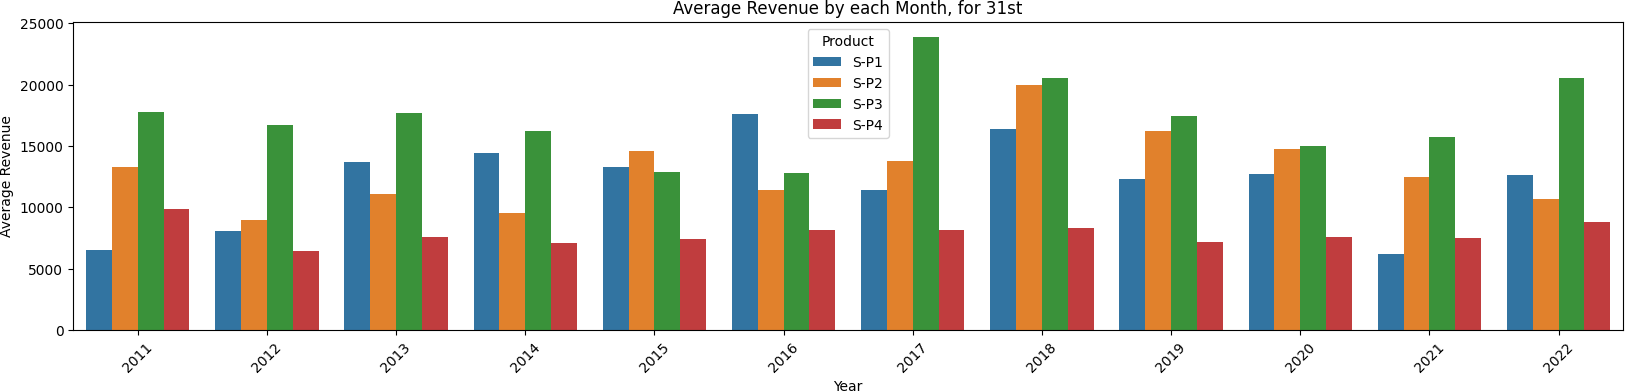 Average Revenue by each Month, for 31st
Average Revenue
25000
20000
15000
10000
5000
0
Product
S-P1
S-P2
S-P3
S-P4
2011
2012
2013
2014
2015
2016
2017
2018
2019
2020
2021
2022
Year